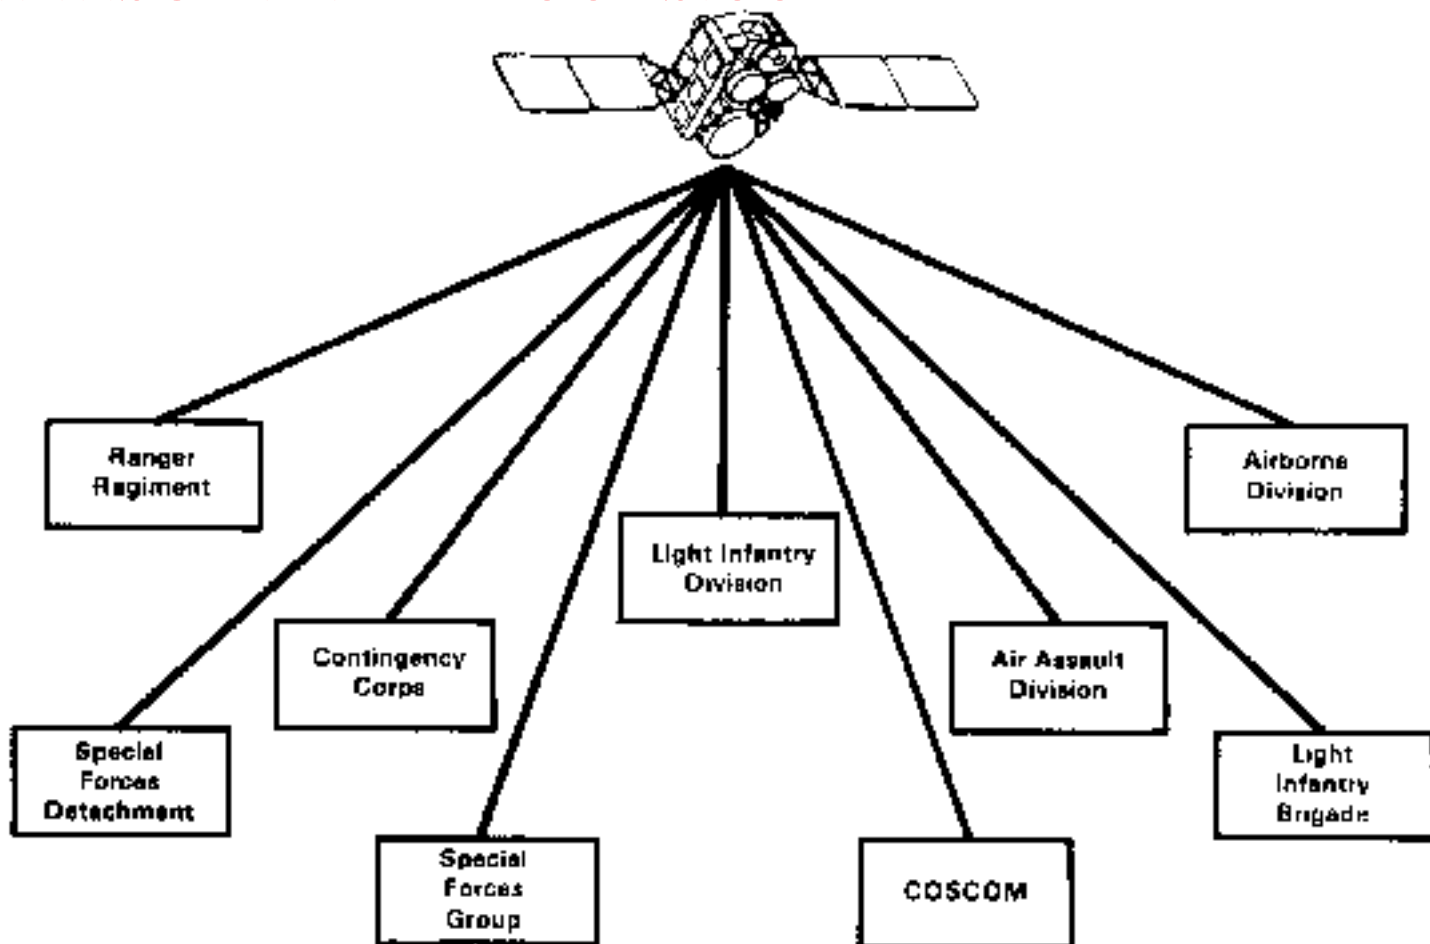 Ranger
Regiment
Airborne
Division
Light Infantry
Division
Contingency
Corps
Air Assault
Division
Special
Forces
Detachment
Light
Infantry
Brigade
Special
Forces
Group
COSCOM